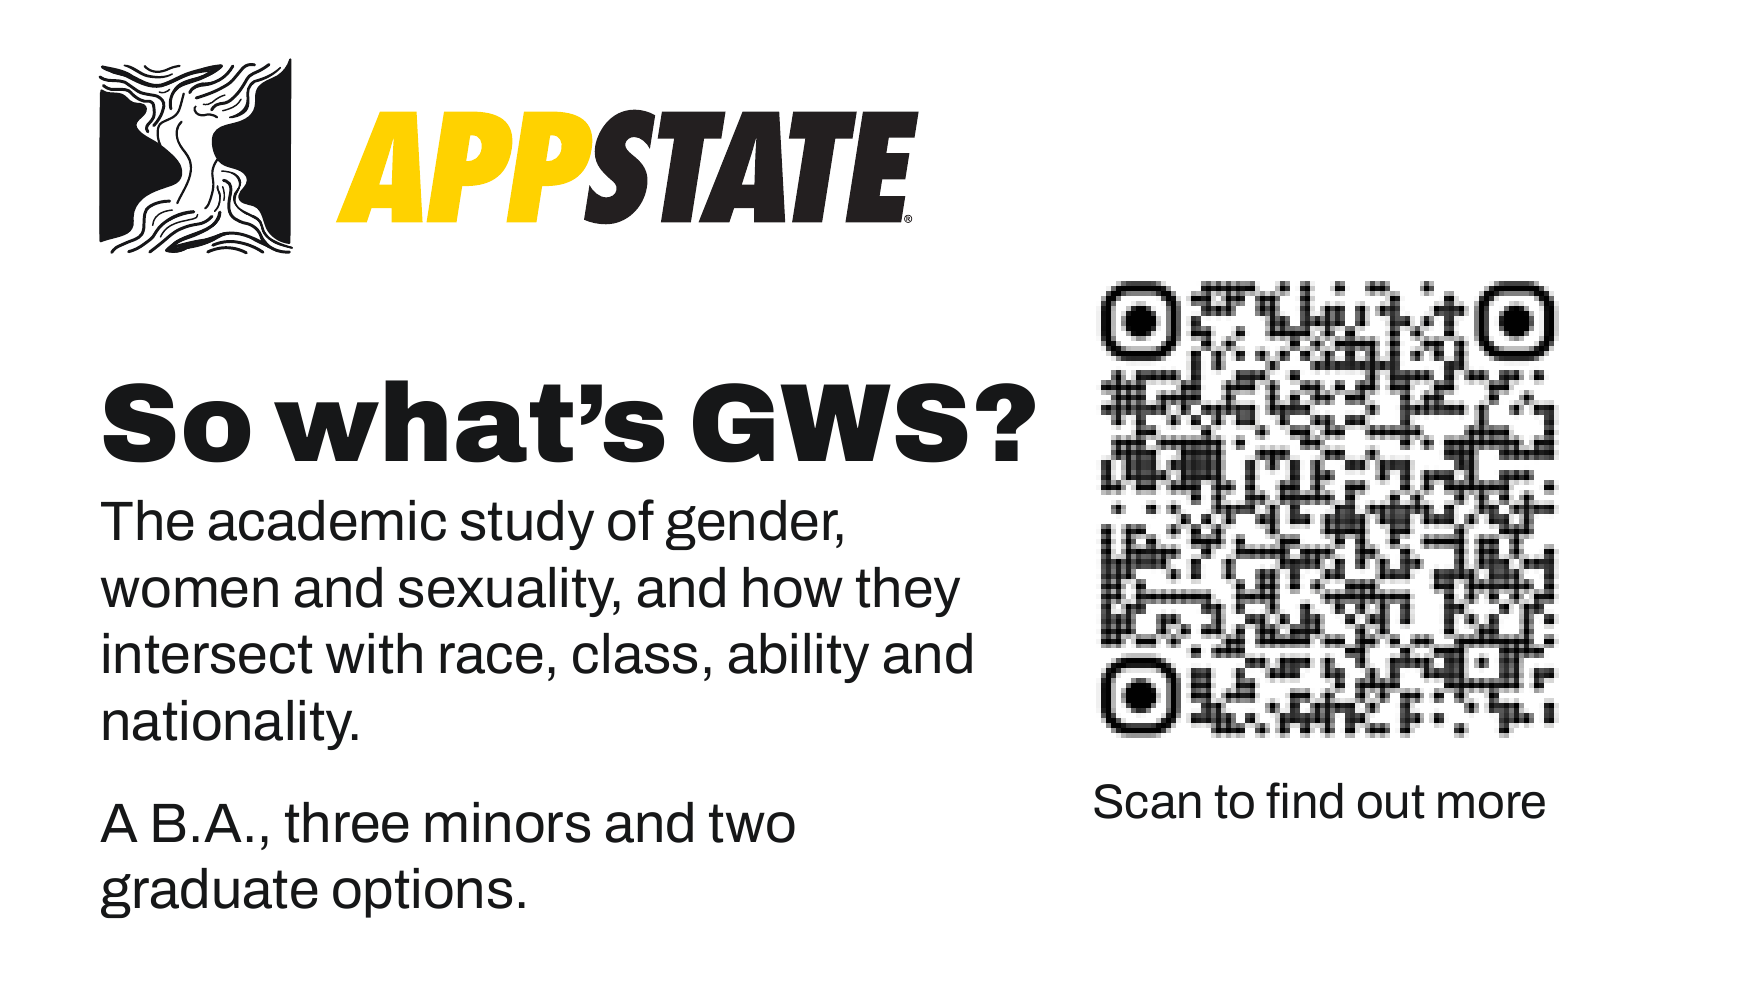 APPSTATE®
So what’s GWS?
The academic study of gender,
women and sexuality, and how they
intersect with race, class, ability and
nationality.
A B.A., three minors and two
graduate options.
Scan to find out more